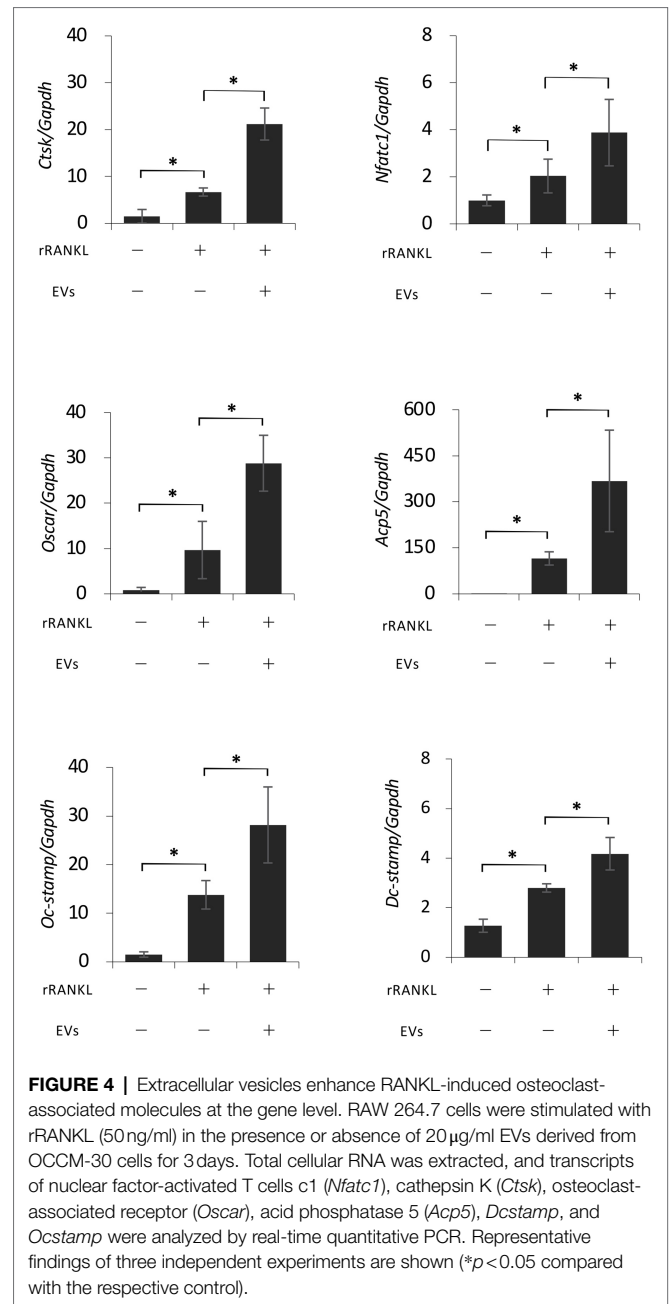 Ctsk/Gapdh
40
30
20
10
0
*
*
rRANKL − + +
EVs − − +
Nfatc1/Gapdh
8
6
4
2
0
*
*
rRANKL − + +
EVs − − +
Oscar/Gapdh
40
30
20
10
0
*
*
rRANKL − + +
EVs − − +
Acp5/Gapdh
600
450
300
150
0
*
*
rRANKL − + +
EVs − − +
Oc-stamp/Gapdh
40
30
20
10
0
*
*
rRANKL − + +
EVs − − +
Dc-stamp/Gapdh
8
6
4
2
0
*
*
rRANKL − + +
EVs − − +
FIGURE 4 | Extracellular vesicles enhance RANKL-induced osteoclast-
associated molecules at the gene level. RAW 264.7 cells were stimulated with
rRANKL (50 ng/ml) in the presence or absence of 20 μg/ml EVs derived from
OCCM-30 cells for 3 days. Total cellular RNA was extracted, and transcripts
of nuclear factor-activated T cells c1 (Nfatc1), cathepsin K (Ctsk), osteoclast-
associated receptor (Oscar), acid phosphatase 5 (Acp5), Dcstamp, and
Ocstamp were analyzed by real-time quantitative PCR. Representative
findings of three independent experiments are shown (*p < 0.05 compared
with the respective control).